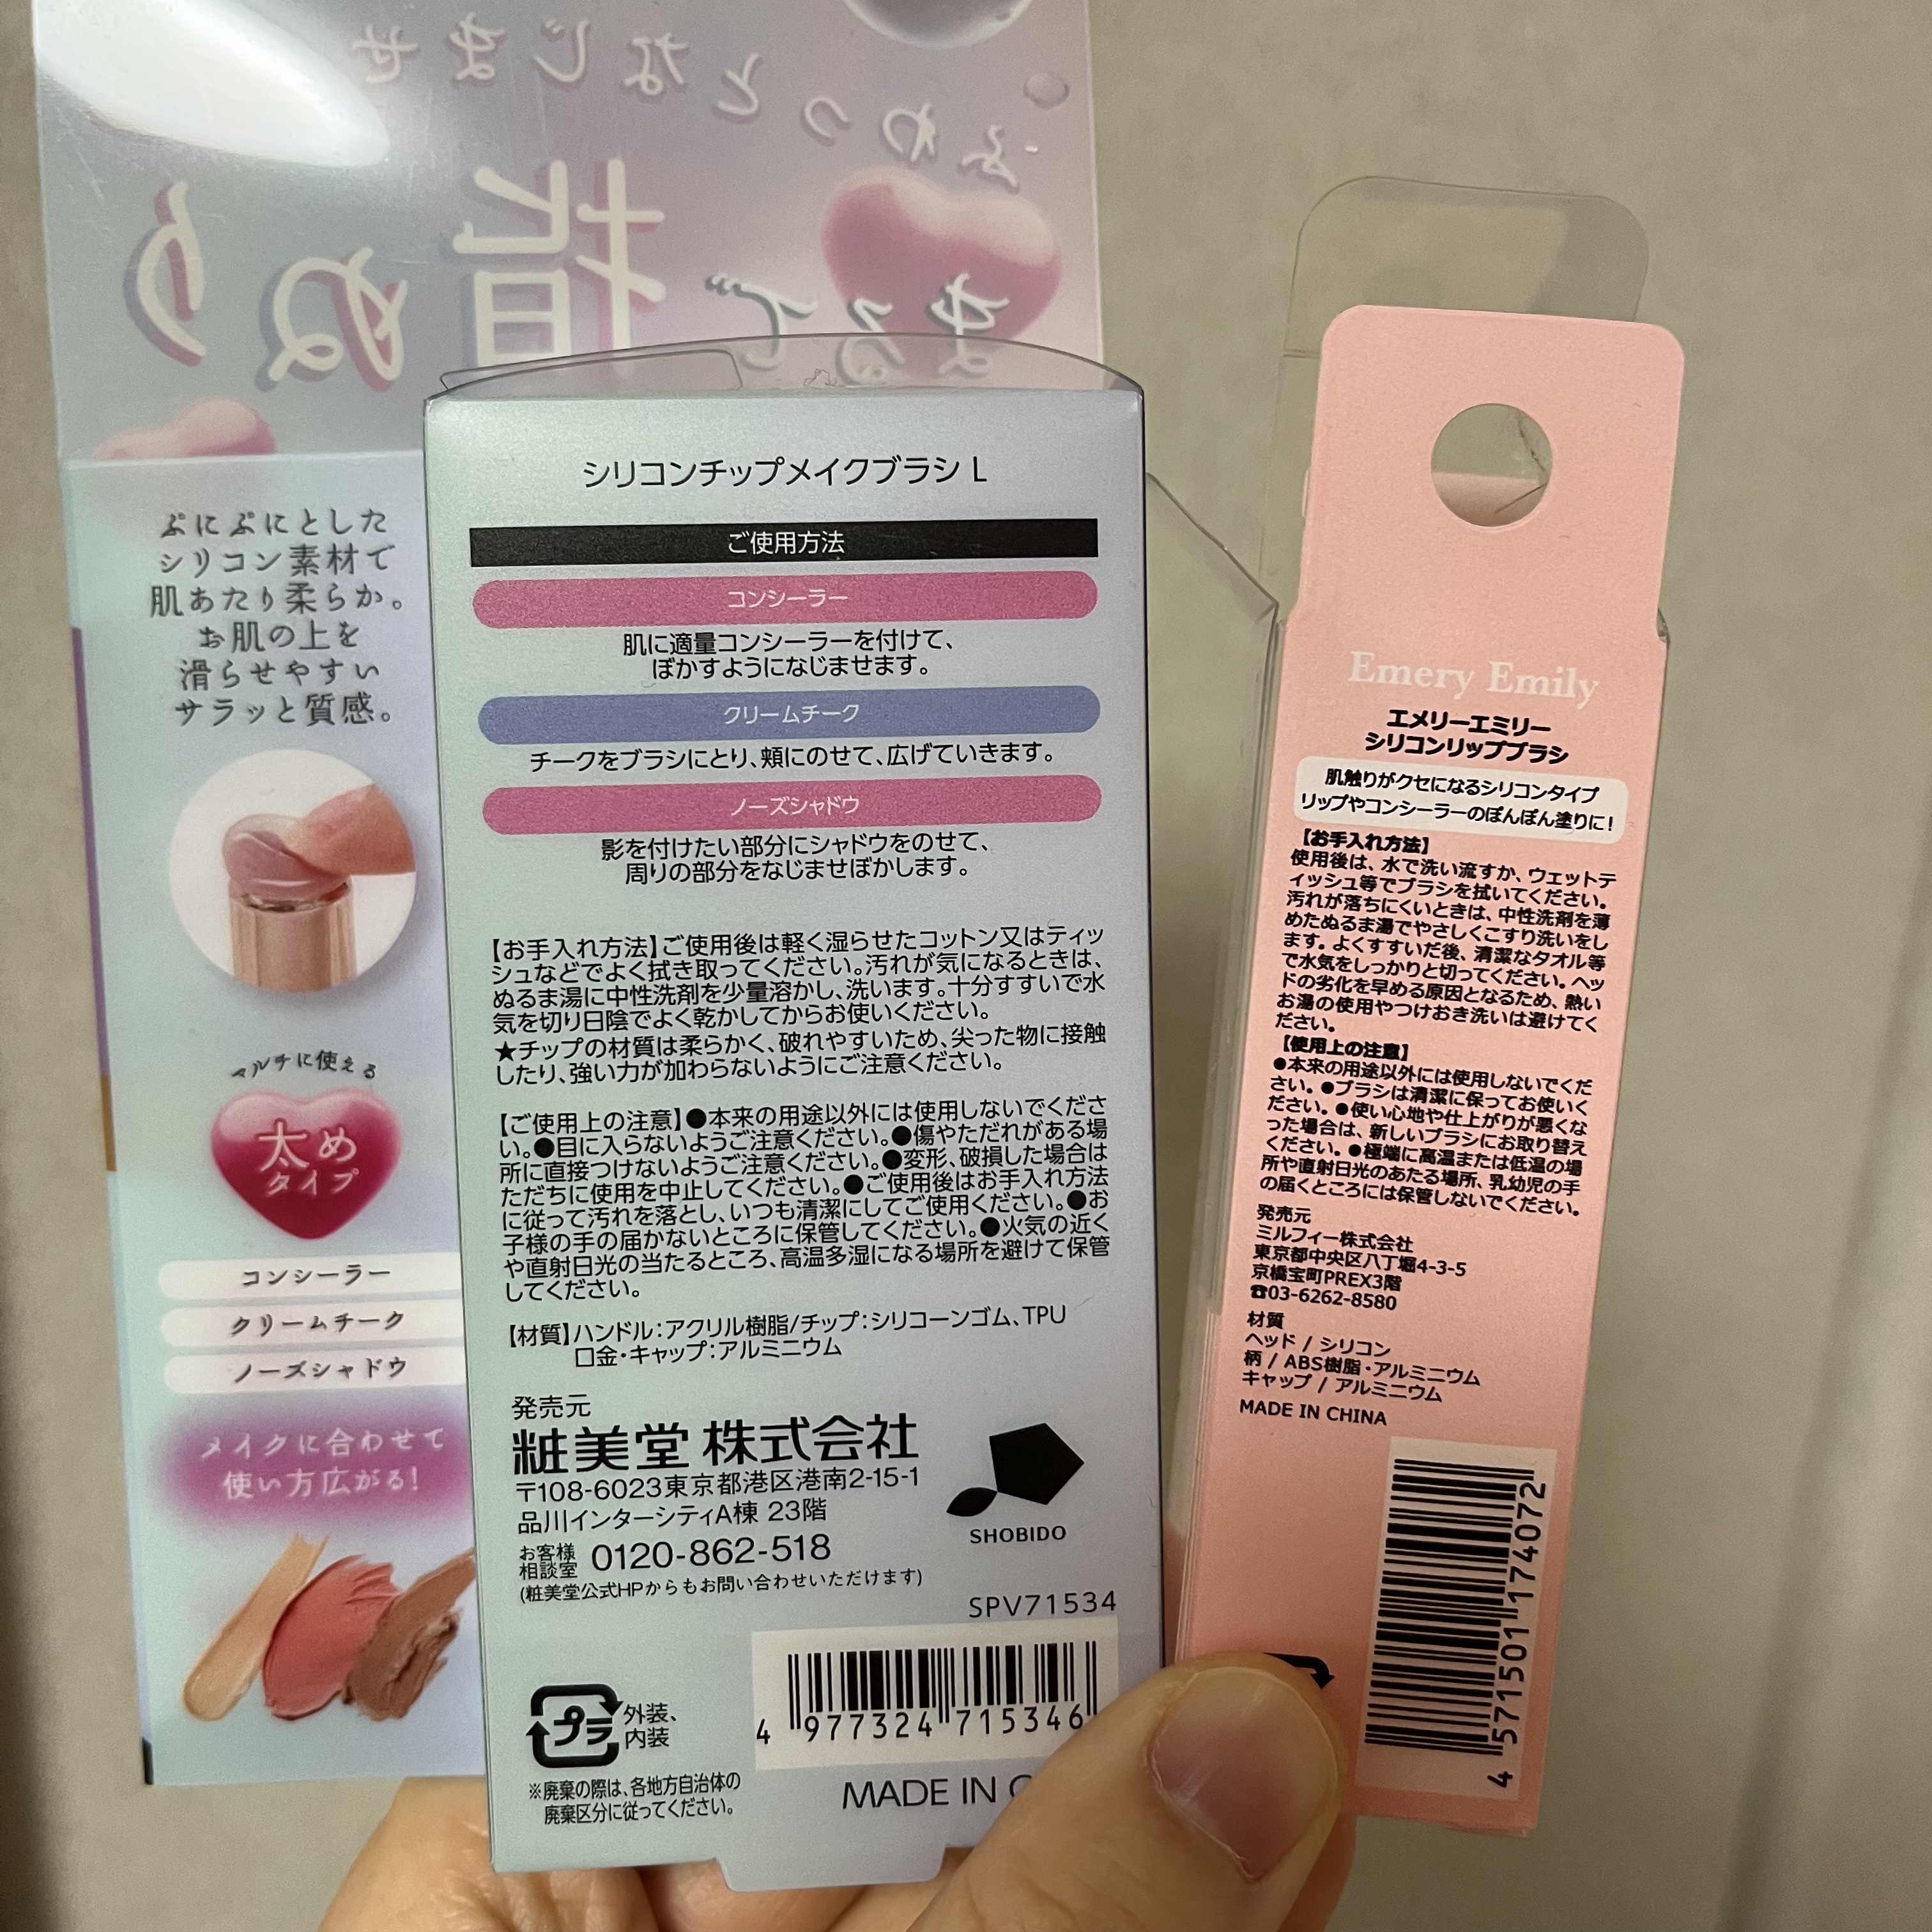 ふわっとなじませ
まるで指ぬり
ぷにぷにとした
シリコン素材で
肌あたり柔らか。
お肌の上を
滑らせやすい
サラッと質感。
マルチに使える
太め
タイプ
コンシーラー
クリームチーク
ノーズシャドウ
メイクに合わせて
使い方広がる!
シリコンチップメイクブラシ L
ご使用方法
コンシーラー
肌に適量コンシーラーを付けて、
ぼかすようになじませます。
クリームチーク
チークをブラシにとり、頬にのせて、広げていきます。
ノーズシャドウ
影を付けたい部分にシャドウをのせて、
周りの部分をなじませぼかします。
【お手入れ方法】ご使用後は軽く湿らせたコットン又はティッ
シュなどでよく拭き取ってください。汚れが気になるときは、
ぬるま湯に中性洗剤を少量溶かし、洗います。十分すすいで水
気を切り日陰でよく乾かしてからお使いください。
★チップの材質は柔らかく、破れやすいため、尖った物に接触
したり、強い力が加わらないようにご注意ください。
【ご使用上の注意】●本来の用途以外には使用しないでくださ
い。●目に入らないようご注意ください。●傷やただれがある場
所に直接つけないようご注意ください。●変形、破損した場合は
ただちに使用を中止してください。●ご使用後はお手入れ方法
に従って汚れを落とし、いつも清潔にしてご使用ください。●お
子様の手の届かないところに保管してください。●火気の近く
や直射日光の当たるところ、高温多湿になる場所を避けて保管
してください。
【材質】ハンドル：アクリル樹脂/チップ：シリコーンゴム、TPU
口金・キャップ：アルミニウム
発売元
粧美堂 株式会社
〒108-6023東京都港区港南2-15-1
品川インターシティA棟 23階
お客様
相談室 0120-862-518
(粧美堂公式HPからもお問い合わせいただけます)
SHOBIDO
SPV71534
プラ 外装、
内装
4 977324 715346
※廃棄の際は、各地方自治体の
廃棄区分に従ってください。
MADE IN C
Emery Emily
エメリーエミリー
シリコンリップブラシ
肌触りがクセになるシリコンタイプ
リップやコンシーラーのぽんぽん塗りに!
【お手入れ方法】
使用後は、水で洗い流すか、ウェットテ
ィッシュ等でブラシを拭いてください。
汚れが落ちにくいときは、中性洗剤を薄
めたぬるま湯でやさしくこすり洗いをし
ます。よくすすいだ後、清潔なタオル等
で水気をしっかりと切ってください。ヘッ
ドの劣化を早める原因となるため、熱い
お湯の使用やつけおき洗いは避けてく
ださい。
【使用上の注意】
●本来の用途以外には使用しないでくだ
さい。●ブラシは清潔に保ってお使いく
ださい。●使い心地や仕上がりが悪くな
った場合は、新しいブラシにお取り替え
ください。●極端に高温または低温の場
所や直射日光のあたる場所、乳幼児の手
の届くところには保管しないでください。
発売元
ミルフィー株式会社
東京都中央区八丁堀4-3-5
京橋宝町PREX3階
☎03-6262-8580
材質
ヘッド / シリコン
柄 / ABS樹脂・アルミニウム
キャップ / アルミニウム
MADE IN CHINA
4 571501 174072